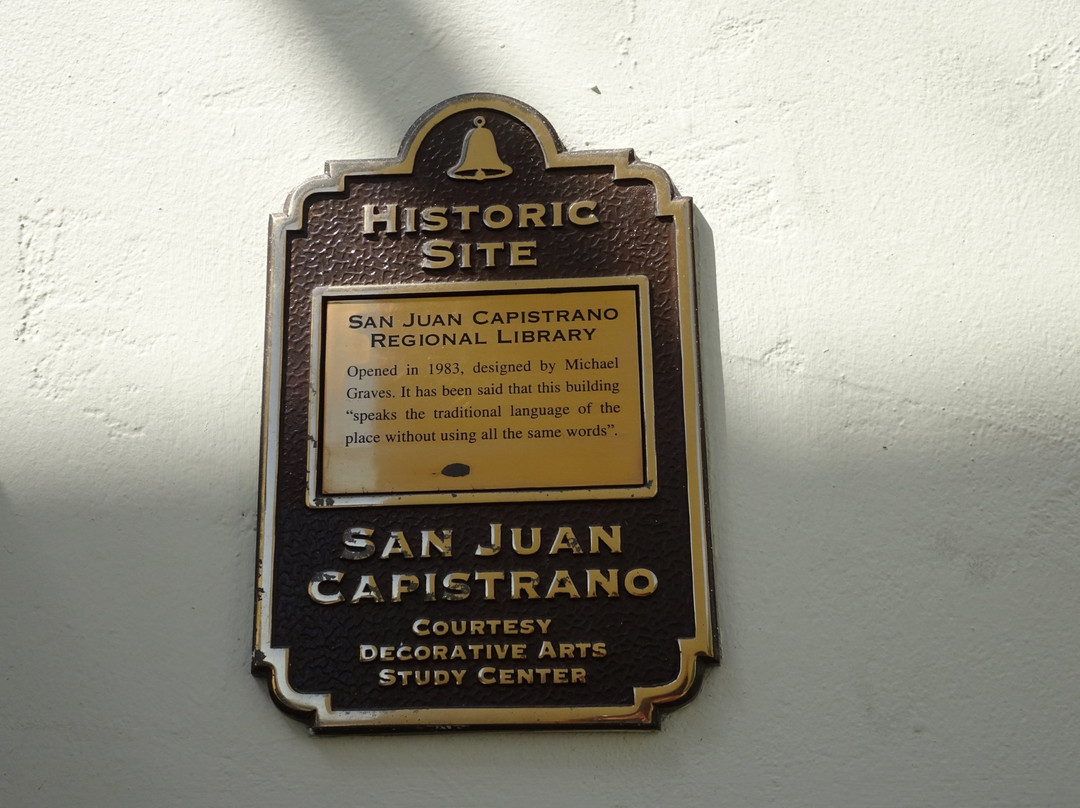 HISTORIC
SITE
SAN JUAN CAPISTRANO
REGIONAL LIBRARY
Opened in 1983, designed by Michael
Graves. It has been said that this building
“speaks the traditional language of the
place without using all the same words”.
SAN JUAN
CAPISTRANO
COURTESY
DECORATIVE ARTS
STUDY CENTER